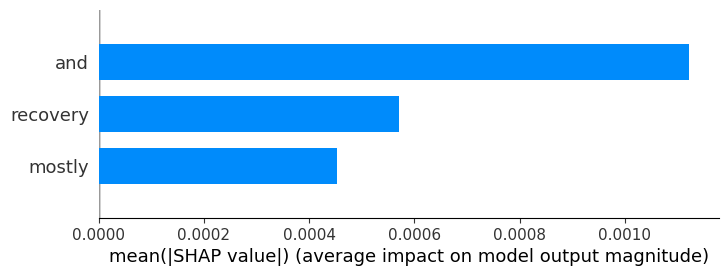 and
recovery
mostly
0.0000 0.0002 0.0004 0.0006 0.0008 0.0010
mean(|SHAP value|) (average impact on model output magnitude)